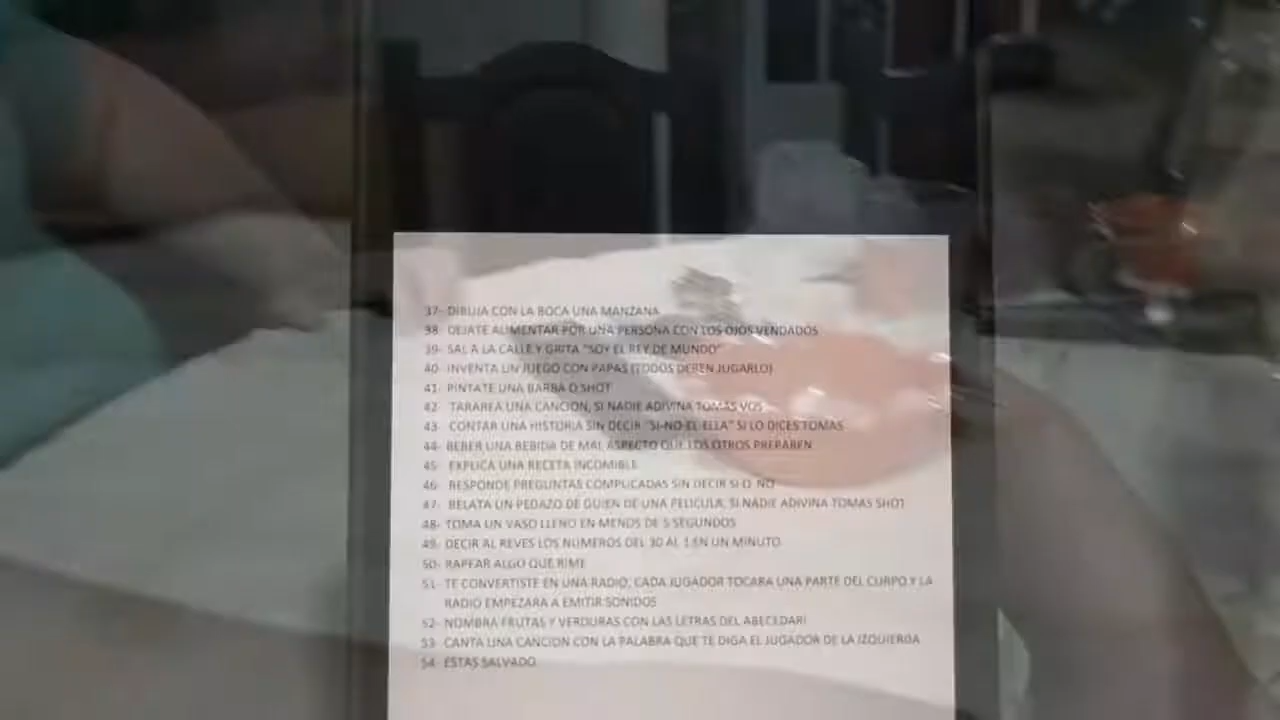 37- DIBUJA CON LA BOCA UNA MANZANA
38- DEJATE ALIMENTAR POR UNA PERSONA CON LOS OJOS VENDADOS
39- SAL A LA CALLE Y GRITA "SOY EL REY DE MUNDO"
40- INVENTA UN JUEGO CON PAPAS (TODOS DEBEN JUGARLO)
41- PINTATE UNA BARBA O SHOT
42- TARAREA UNA CANCION, SI NADIE ADIVINA TOMAS VOS
43- CONTAR UNA HISTORIA SIN DECIR "SI-NO-EL-ELLA" SI LO DICES TOMAS
44- BEBER UNA BEBIDA DE MAL ASPECTO QUE LOS OTROS PREPAREN
45- EXPLICA UNA RECETA INCOMIBLE
46- RESPONDE PREGUNTAS COMPLICADAS SIN DECIR SI O NO
47- RELATA UN PEDAZO DE GUIEN DE UNA PELICULA, SI NADIE ADIVINA TOMAS SHOT
48- TOMA UN VASO LLENO EN MENOS DE 5 SEGUNDOS
49- DECIR AL REVES LOS NUMEROS DEL 30 AL 1 EN UN MINUTO
50- RAPEAR ALGO QUE RIME
51- TE CONVERTISTE EN UNA RADIO, CADA JUGADOR TOCARA UNA PARTE DEL CURPO Y LA
RADIO EMPEZARA A EMITIR SONIDOS
52- NOMBRA FRUTAS Y VERDURAS CON LAS LETRAS DEL ABECEDARI
53- CANTA UNA CANCION CON LA PALABRA QUE TE DIGA EL JUGADOR DE LA IZQUIERDA
54- ESTAS SALVADO